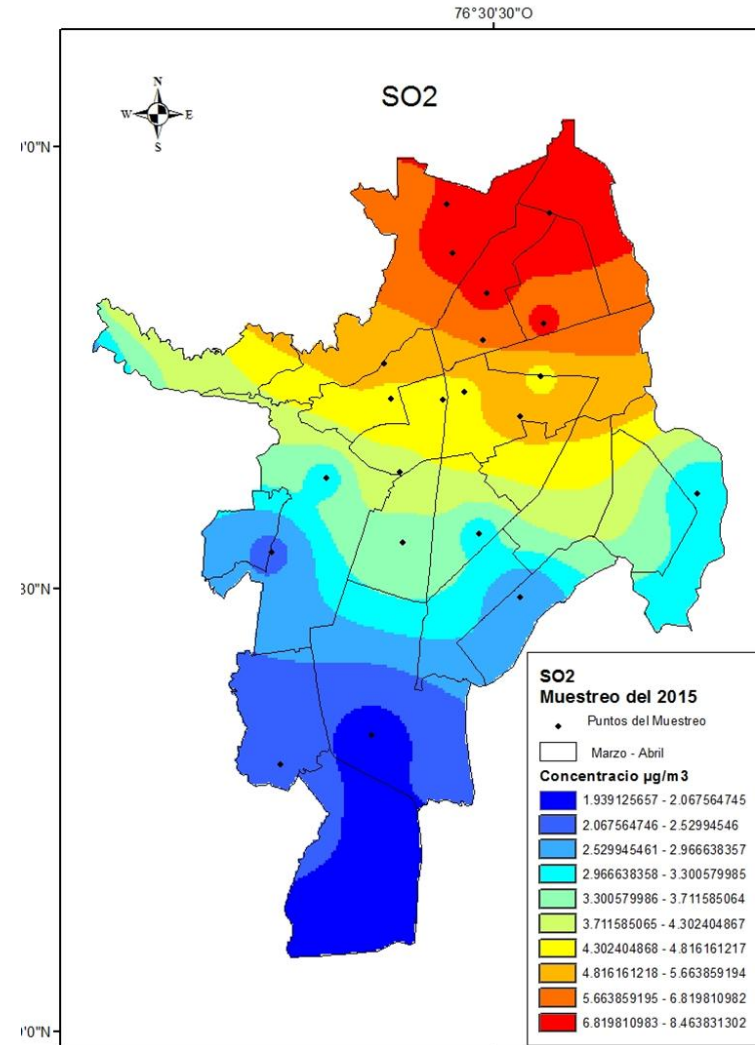 76°30'30"O
N
SO2
W E
S
0'0"N
30"N
SO2
Muestreo del 2015
Puntos del Muestreo
Marzo - Abril
Concentracio µg/m3
1.939125657 - 2.067564745
2.067564746 - 2.52994546
2.529945461 - 2.966638357
2.966638358 - 3.300579985
3.300579986 - 3.711585064
3.711585065 - 4.302404867
4.302404868 - 4.816161217
4.816161218 - 5.663859194
5.663859195 - 6.819810982
6.819810983 - 8.463831302
0'0"N